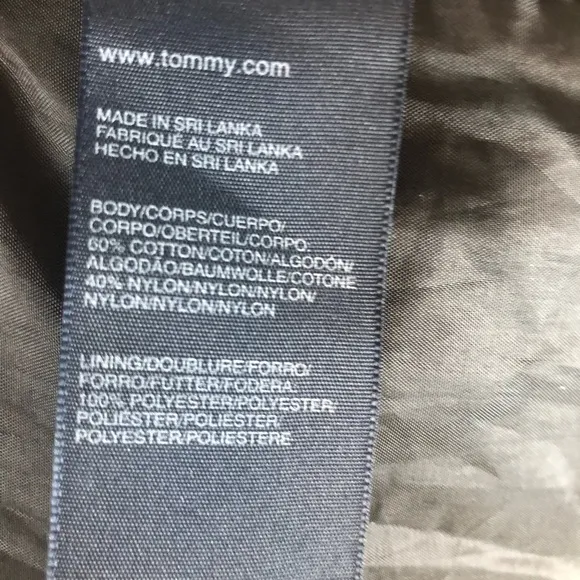 www.tommy.com
MADE IN SRI LANKA
FABRIQUÉ AU SRI LANKA
HECHO EN SRI LANKA
BODY/CORPS/CUERPO/
CORPO/OBERTEIL/CORPO:
60% COTTON/COTON/ALGODÓN/
ALGODÃO/BAUMWOLLE/COTONE
40% NYLON/NYLON/NYLON/
NYLON/NYLON/NYLON
LINING/DOUBLURE/FORRO/
FORRO/FUTTER/FODERA:
100% POLYESTER/POLYESTER/
POLIÉSTER/POLIÉSTER/
POLYESTER/POLIESTERE